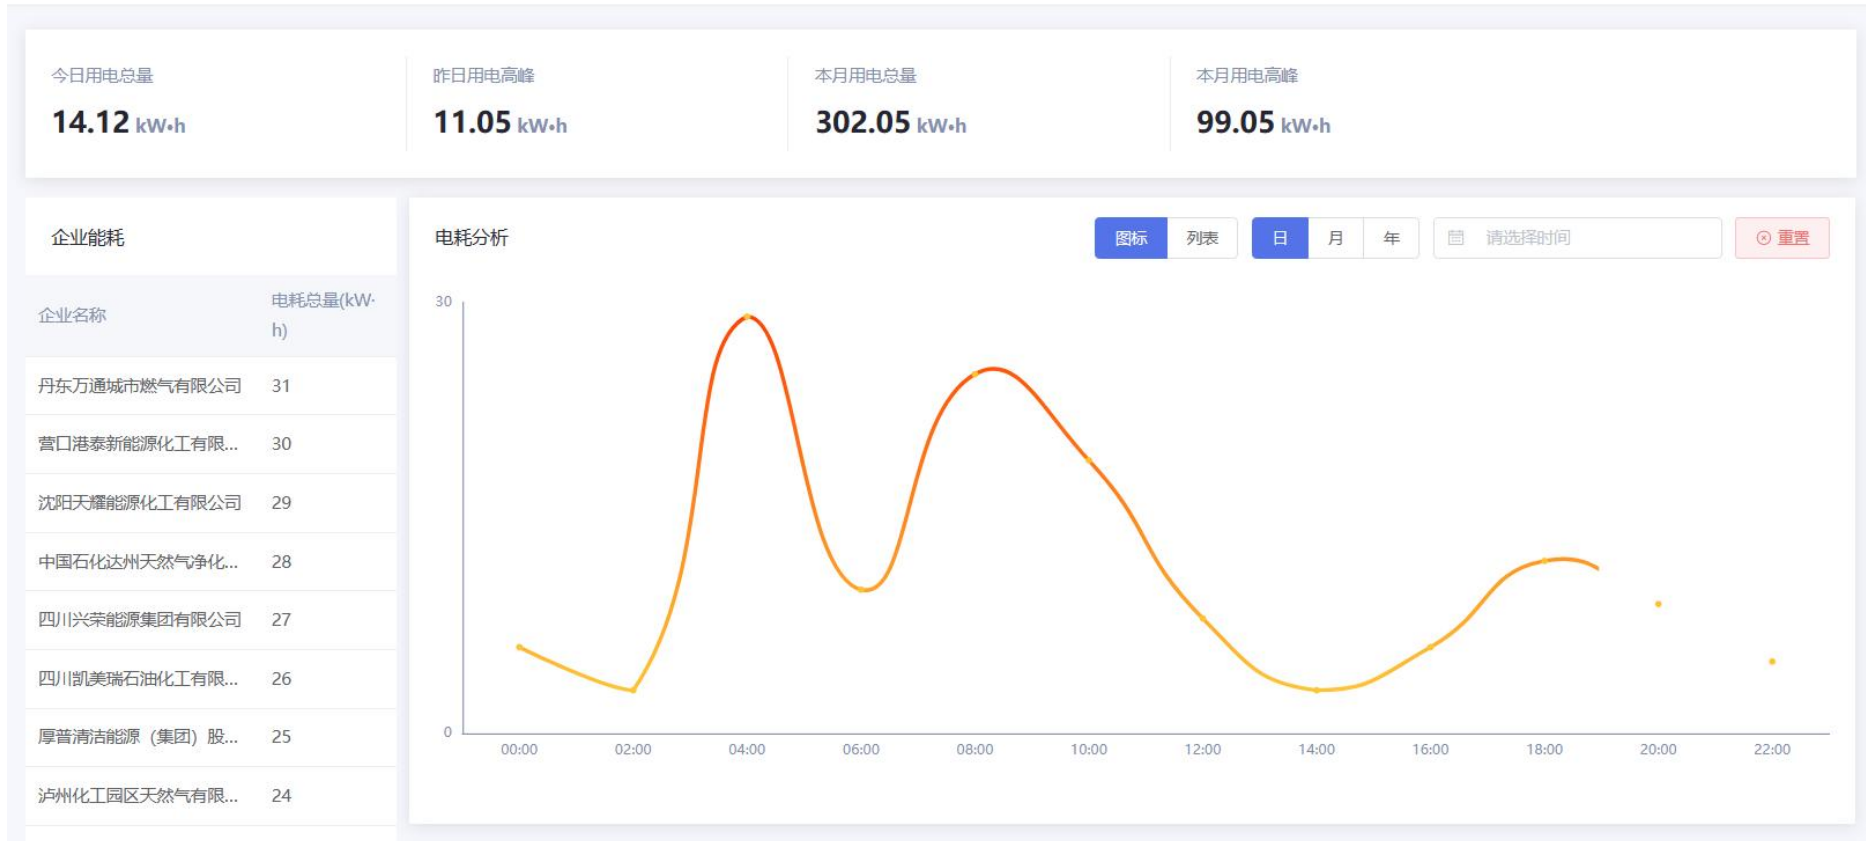 今日用电总量
14.12 kW•h
昨日用电高峰
11.05 kW•h
本月用电总量
302.05 kW•h
本月用电高峰
99.05 kW•h
企业能耗
企业名称
电耗总量(kW·
h)
丹东万通城市燃气有限公司 31
营口港泰新能源化工有限... 30
沈阳天耀能源化工有限公司 29
中国石化达州天然气净化... 28
四川兴荣能源集团有限公司 27
四川凯美瑞石油化工有限... 26
厚普清洁能源（集团）股... 25
泸州化工园区天然气有限... 24
电耗分析
图标 列表 日 月 年 请选择时间 重置
30
0
00:00 02:00 04:00 06:00 08:00 10:00 12:00 14:00 16:00 18:00 20:00 22:00